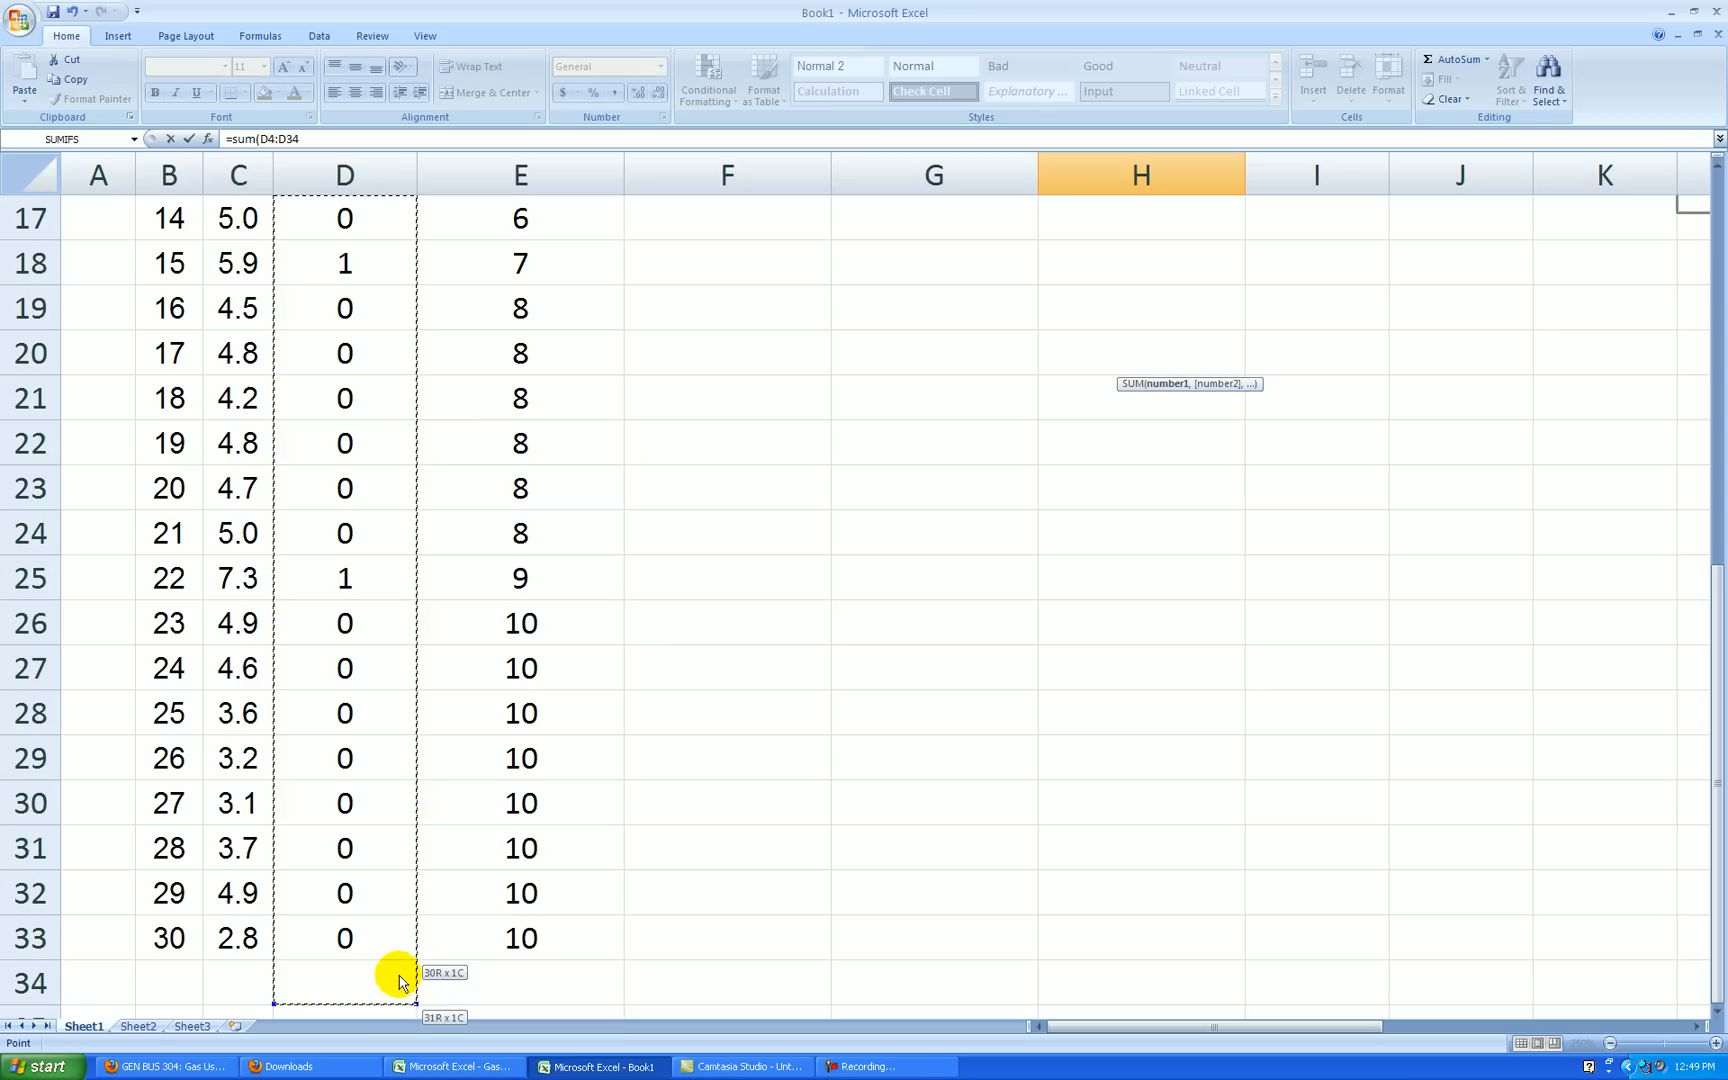 Book1 - Microsoft Excel
Home Insert Page Layout Formulas Data Review View
Paste Cut Copy Format Painter
Clipboard
11
B I U
Font
Wrap Text
Merge & Center
Alignment
General
$ % ,
Number
Conditional Formatting Format as Table
Normal 2 Normal Bad Good Neutral
Calculation Check Cell Explanatory ... Input Linked Cell
Styles
Insert Delete Format
Cells
AutoSum Fill Clear
Sort & Filter Find & Select
Editing
SUMIFS =sum(D4:D34
A B C D E F G H I J K
17 14 5.0 0 6
18 15 5.9 1 7
19 16 4.5 0 8
20 17 4.8 0 8
SUM(number1, [number2], ...)
21 18 4.2 0 8
22 19 4.8 0 8
23 20 4.7 0 8
24 21 5.0 0 8
25 22 7.3 1 9
26 23 4.9 0 10
27 24 4.6 0 10
28 25 3.6 0 10
29 26 3.2 0 10
30 27 3.1 0 10
31 28 3.7 0 10
32 29 4.9 0 10
33 30 2.8 0 10
34
30R x 1C
31R x 1C
Sheet1 Sheet2 Sheet3
Point
start GEN BUS 304: Gas Us... Downloads Microsoft Excel - Gas... Microsoft Excel - Book1 Camtasia Studio - Unt... Recording... 12:49 PM